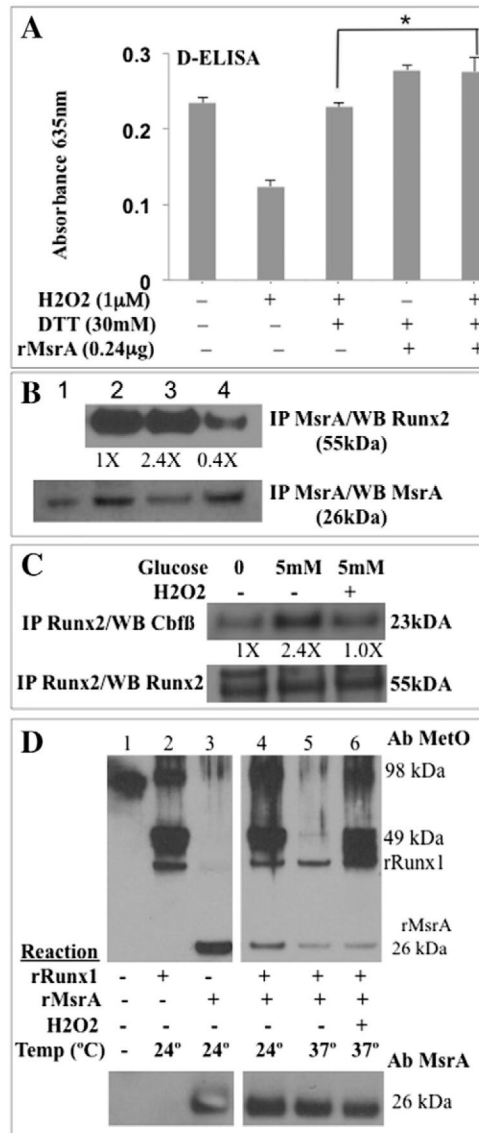 A
D-ELISA
*
Absorbance 635nm
0.3
0.2
0.1
0
H2O2 (1µM) – + + – +
DTT (30mM) – – + + +
rMsrA (0.24µg) – – – + +
B
1 2 3 4
IP MsrA/WB Runx2
(55kDa)
1X 2.4X 0.4X
IP MsrA/WB MsrA
(26kDa)
C
Glucose 0 5mM 5mM
H2O2 - - +
IP Runx2/WB Cbfß 23kDA
1X 2.4X 1.0X
IP Runx2/WB Runx2 55kDA
D
1 2 3 4 5 6 Ab MetO
98 kDa
49 kDa
rRunx1
rMsrA
26 kDa
Reaction
rRunx1 - + - + + +
rMsrA - - + + + +
H2O2 +
Temp (ºC) - 24º 24º 24º 37º 37º
Ab MsrA
26 kDa